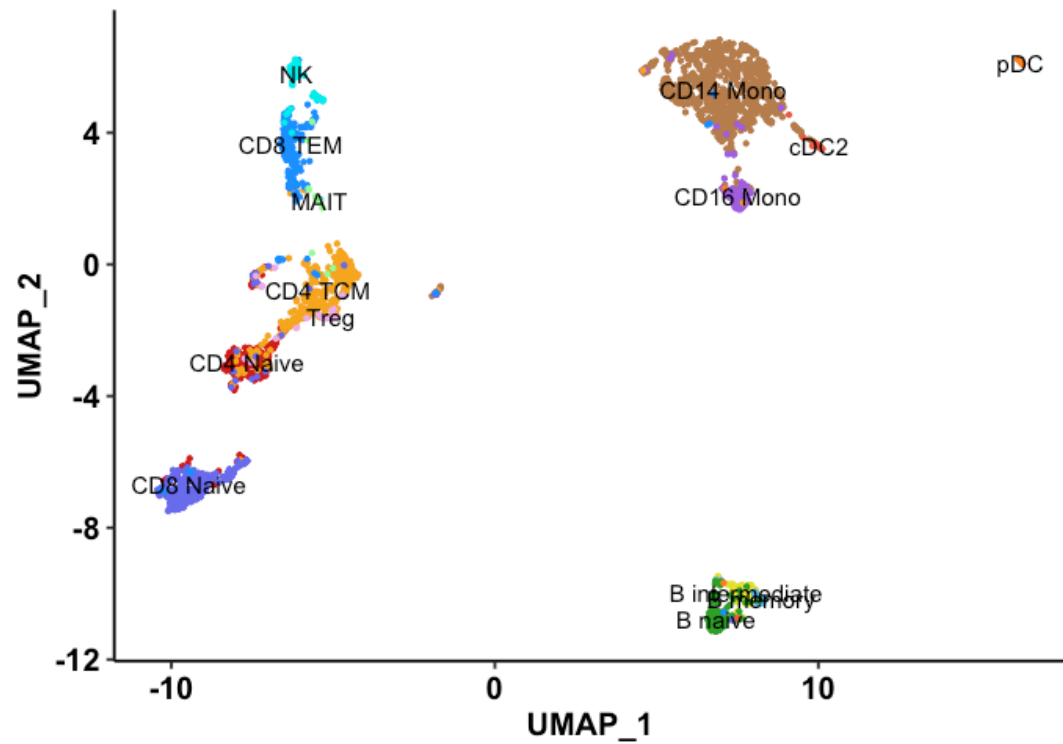 NK
pDC
CD14 Mono
4
CD8 TEM
cDC2
MAIT
CD16 Mono
0
CD4 TCM
Treg
CD4 Naive
-4
CD8 Naive
-8
B intermediate
B memory
B naive
-12
-10
0
10
UMAP_1
UMAP_2